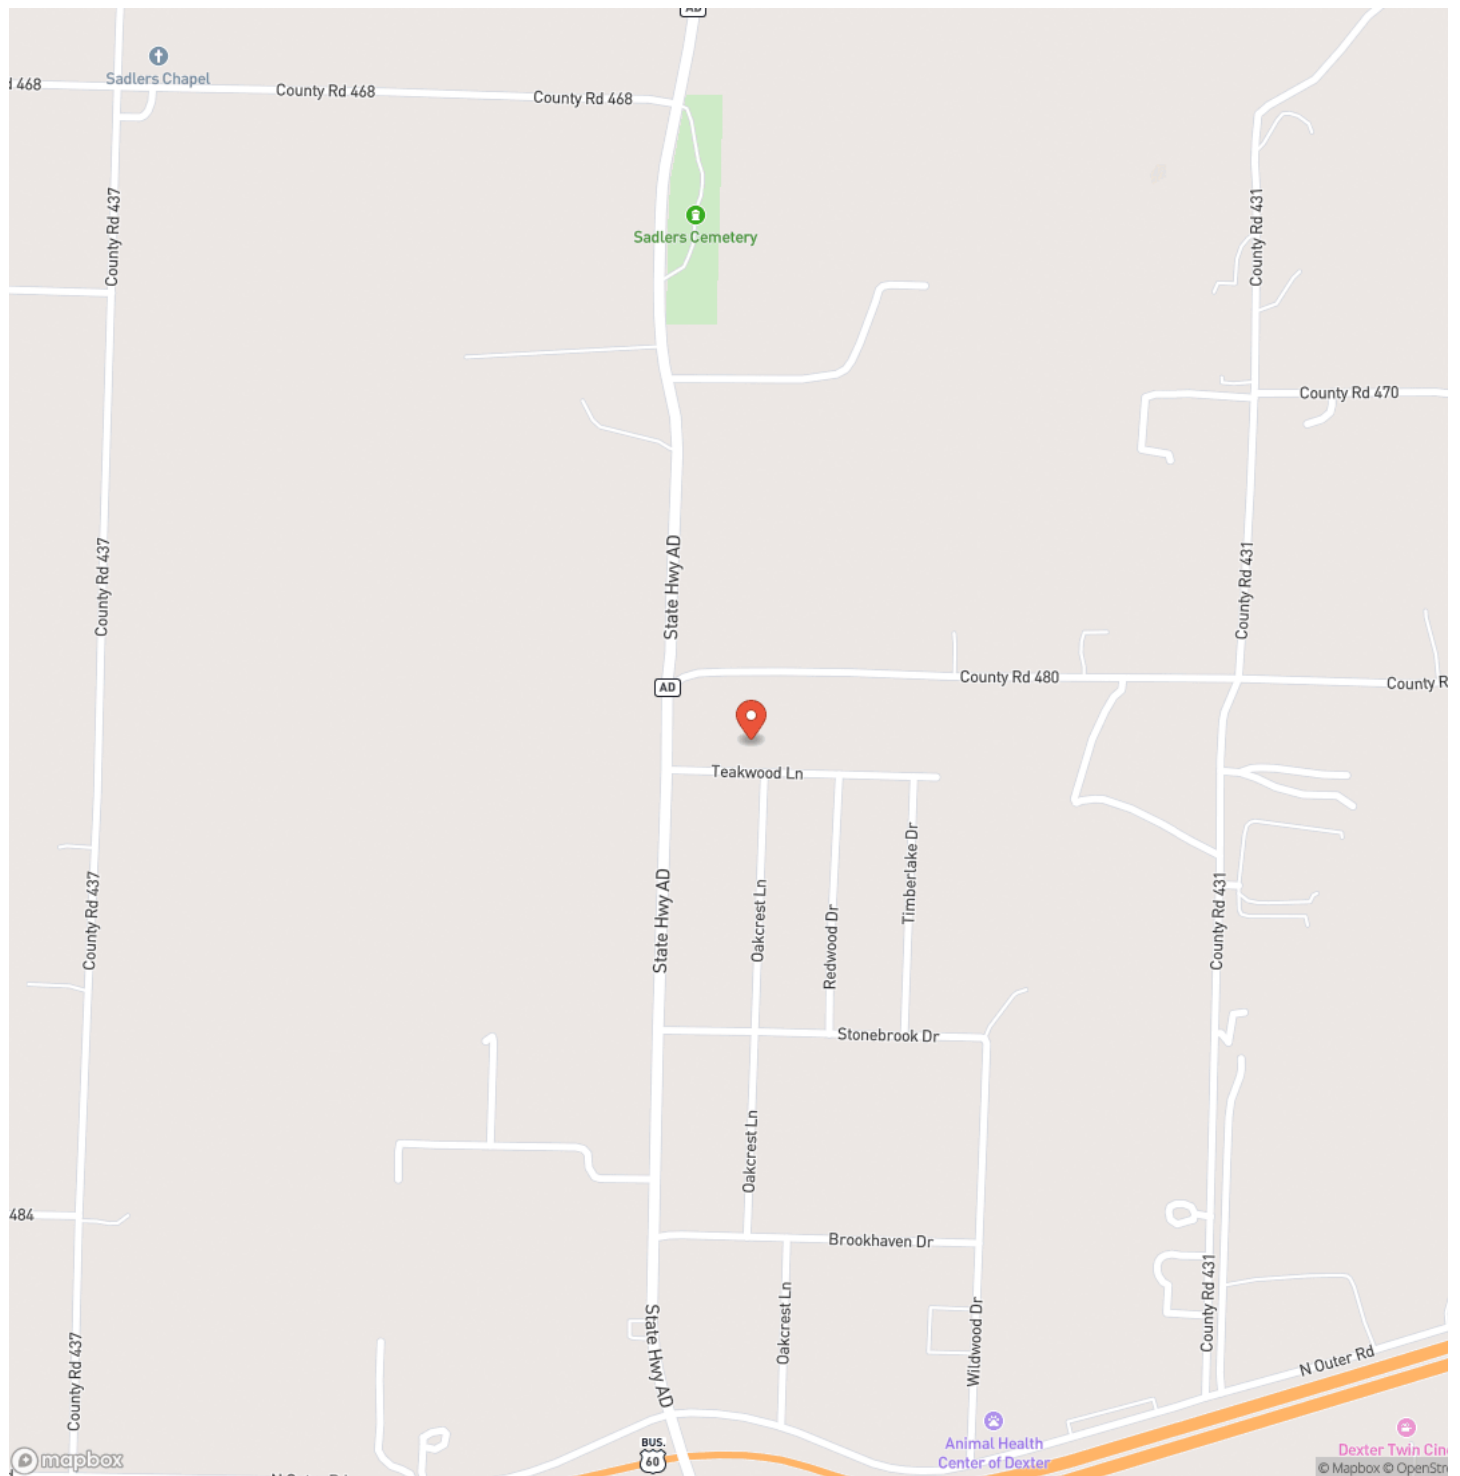 AD
Sadlers Chapel
d 468
County Rd 468
County Rd 468
County Rd 437
County Rd 431
Sadlers Cemetery
County Rd 470
County Rd 437
State Hwy AD
County Rd 431
AD
County Rd 480
County R
Teakwood Ln
County Rd 437
State Hwy AD
Oakcrest Ln
Redwood Dr
Timberlake Dr
County Rd 431
Stonebrook Dr
Oakcrest Ln
484
Brookhaven Dr
County Rd 437
State Hwy AD
Oakcrest Ln
Wildwood Dr
County Rd 431
N Outer Rd
Animal Health
Center of Dexter
Dexter Twin Cin
BUS.
60
mapbox
© Mapbox © OpenStre